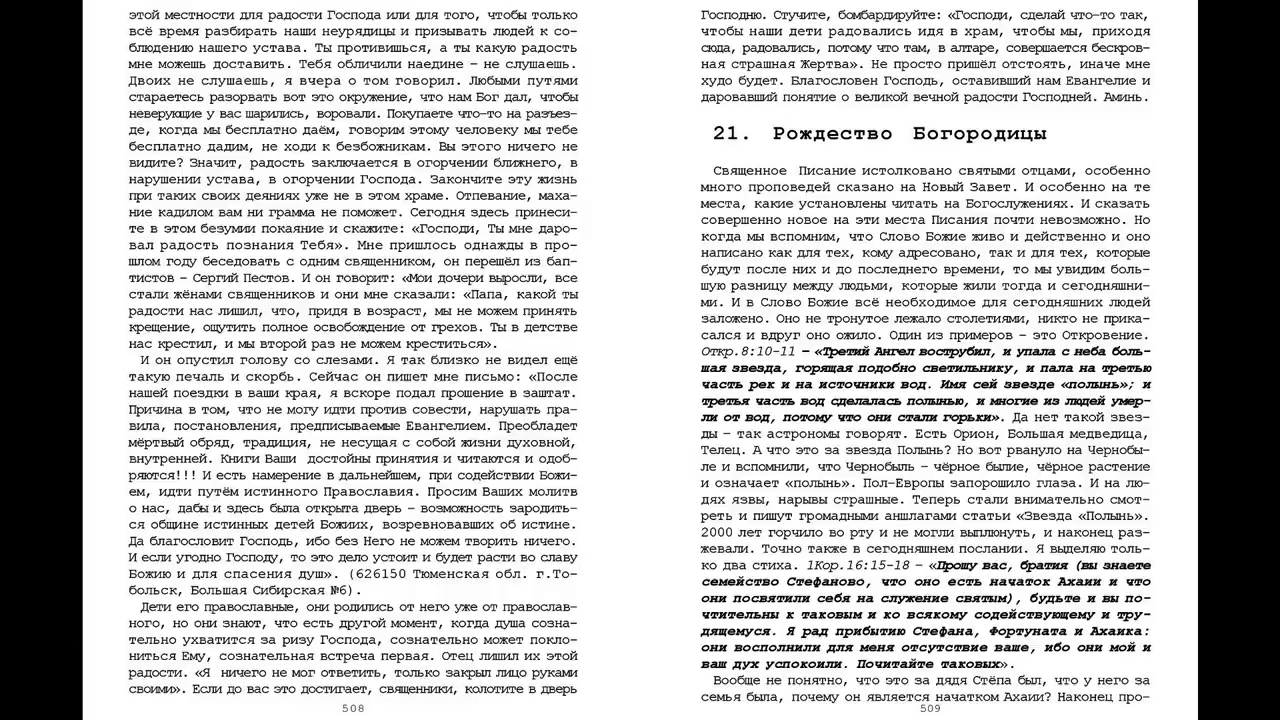 этой местности для радости Господа или для того, чтобы только
всё время разбирать наши неурядицы и призывать людей к со-
блюдению нашего устава. Ты противишься, а ты какую радость
мне можешь доставить. Тебя обличили наедине – не слушаешь.
Двоих не слушаешь, я вчера о том говорил. Любыми путями
стараетесь разорвать вот это окружение, что нам Бог дал, чтобы
неверующие у вас шарились, воровали. Покупаете что-то на разъез-
де, когда мы бесплатно даём, говорим этому человеку мы тебе
бесплатно дадим, не ходи к безбожникам. Вы этого ничего не
видите? Значит, радость заключается в огорчении ближнего, в
нарушении устава, в огорчении Господа. Закончите эту жизнь
при таких своих деяниях уже не в этом храме. Отпевание, маха-
ние кадилом вам ни грамма не поможет. Сегодня здесь принеси-
те в этом безумии покаяние и скажите: «Господи, Ты мне даро-
вал радость познания Тебя». Мне пришлось однажды в про-
шлом году беседовать с одним священником, он перешёл из бап-
тистов – Сергий Пестов. И он говорит: «Мои дочери выросли, все
стали жёнами священников и они мне сказали: «Папа, какой ты
радости нас лишил, что, придя в возраст, мы не можем принять
крещение, ощутить полное освобождение от грехов. Ты в детстве
нас крестил, и мы второй раз не можем креститься».
И он опустил голову со слезами. Я так близко не видел ещё
такую печаль и скорбь. Сейчас он пишет мне письмо: «После
нашей поездки в ваши края, я вскоре подал прошение в заштат.
Причина в том, что не могу идти против совести, нарушать пра-
вила, постановления, предписываемые Евангелием. Преобладет
мёртвый обряд, традиция, не несущая с собой жизни духовной,
внутренней. Книги Ваши достойны принятия и читаются и одоб-
ряются!!! И есть намерение в дальнейшем, при содействии Божи-
ем, идти путём истинного Православия. Просим Ваших молитв
о нас, дабы и здесь была открыта дверь – возможность зародить-
ся общине истинных детей Божиих, возревновавших об истине.
Да благословит Господь, ибо без Него не можем творить ничего.
И если угодно Господу, то это дело устоит и будет расти во славу
Божию и для спасения душ». (626150 Тюменская обл. г.То-
больск, Большая Сибирская №6).
Дети его православные, они родились от него уже от православ-
ного, но они знают, что есть другой момент, когда душа созна-
тельно ухватится за ризу Господа, сознательно может покло-
ниться Ему, сознательная встреча первая. Отец лишил их этой
радости. «Я ничего не мог ответить, только закрыл лицо руками
своими». Если до вас это достигает, священники, колотите в дверь
508
Господню. Стучите, бомбардируйте: «Господи, сделай что-то так,
чтобы наши дети радовались идя в храм, чтобы мы, приходя
сюда, радовались, потому что там, в алтаре, совершается бескров-
ная страшная Жертва». Не просто пришёл отстоять, иначе мне
худо будет. Благословен Господь, оставивший нам Евангелие и
даровавший понятие о великой вечной радости Господней. Аминь.
21. Рождество Богородицы
Священное Писание истолковано святыми отцами, особенно
много проповедей сказано на Новый Завет. И особенно на те
места, какие установлены читать на Богослужениях. И сказать
совершенно новое на эти места Писания почти невозможно. Но
когда мы вспомним, что Слово Божие живо и действенно и оно
написано как для тех, кому адресовано, так и для тех, которые
будут после них и до последнего времени, то мы увидим боль-
шую разницу между людьми, которые жили тогда и сегодняшни-
ми. И в Слово Божие всё необходимое для сегодняшних людей
заложено. Оно не тронутое лежало столетиями, никто не прика-
сался и вдруг оно ожило. Один из примеров – это Откровение.
Откр.8:10-11 – «Третий Ангел вострубил, и упала с неба боль-
шая звезда, горящая подобно светильнику, и пала на третью
часть рек и на источники вод. Имя сей звезде «полынь»; и
третья часть вод сделалась полынью, и многие из людей умер-
ли от вод, потому что они стали горьки». Да нет такой звез-
ды – так астрономы говорят. Есть Орион, Большая медведица,
Телец. А что это за звезда Полынь? Но вот рвануло на Чернобы-
ле и вспомнили, что Чернобыль – чёрное былие, чёрное растение
и означает «полынь». Пол-Европы запорошило глаза. И на лю-
дях язвы, нарывы страшные. Теперь стали внимательно смот-
реть и пишут громадными аншлагами статьи «Звезда «Полынь».
2000 лет горчило во рту и не могли выплюнуть, и наконец раз-
жевали. Точно также в сегодняшнем послании. Я выделяю толь-
ко два стиха. 1Кор.16:15-18 – «Прошу вас, братия (вы знаете
семейство Стефаново, что оно есть начаток Ахаии и что
они посвятили себя на служение святым), будьте и вы по-
чтительны к таковым и ко всякому содействующему и тру-
дящемуся. Я рад прибытию Стефана, Фортуната и Ахаика:
они восполнили для меня отсутствие ваше, ибо они мой и
ваш дух успокоили. Почитайте таковых».
Вообще не понятно, что это за дядя Стёпа был, что у него за
семья была, почему он является начатком Ахаии? Наконец про-
509